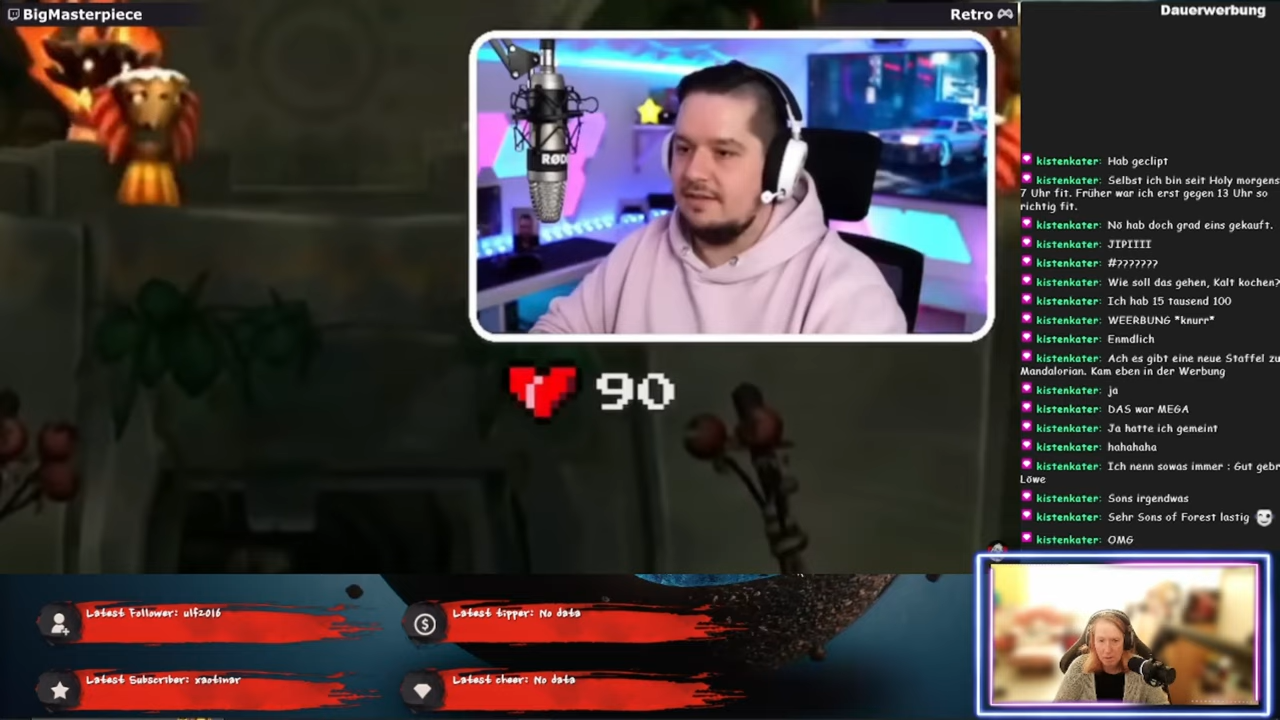 BigMasterpiece
Retro
Dauerwerbung
RØD
90
kistenkater: Hab geclipt
kistenkater: Selbst ich bin seit Holy morgens
7 Uhr fit. Früher war ich erst gegen 13 Uhr so
richtig fit.
kistenkater: Nö hab doch grad eins gekauft.
kistenkater: JIPIIII
kistenkater: #???????
kistenkater: Wie soll das gehen, Kalt kochen?
kistenkater: Ich hab 15 tausend 100
kistenkater: WEERBUNG *knurr*
kistenkater: Enmdlich
kistenkater: Ach es gibt eine neue Staffel zu
Mandalorian. Kam eben in der Werbung
kistenkater: ja
kistenkater: DAS war MEGA
kistenkater: Ja hatte ich gemeint
kistenkater: hahahaha
kistenkater: Ich nenn sowas immer : Gut gebr
Löwe
kistenkater: Sons irgendwas
kistenkater: Sehr Sons of Forest lastig
kistenkater: OMG
Latest Follower: ulf2016
Latest tipper: No data
Latest Subscriber: xaotinar
Latest cheer: No data